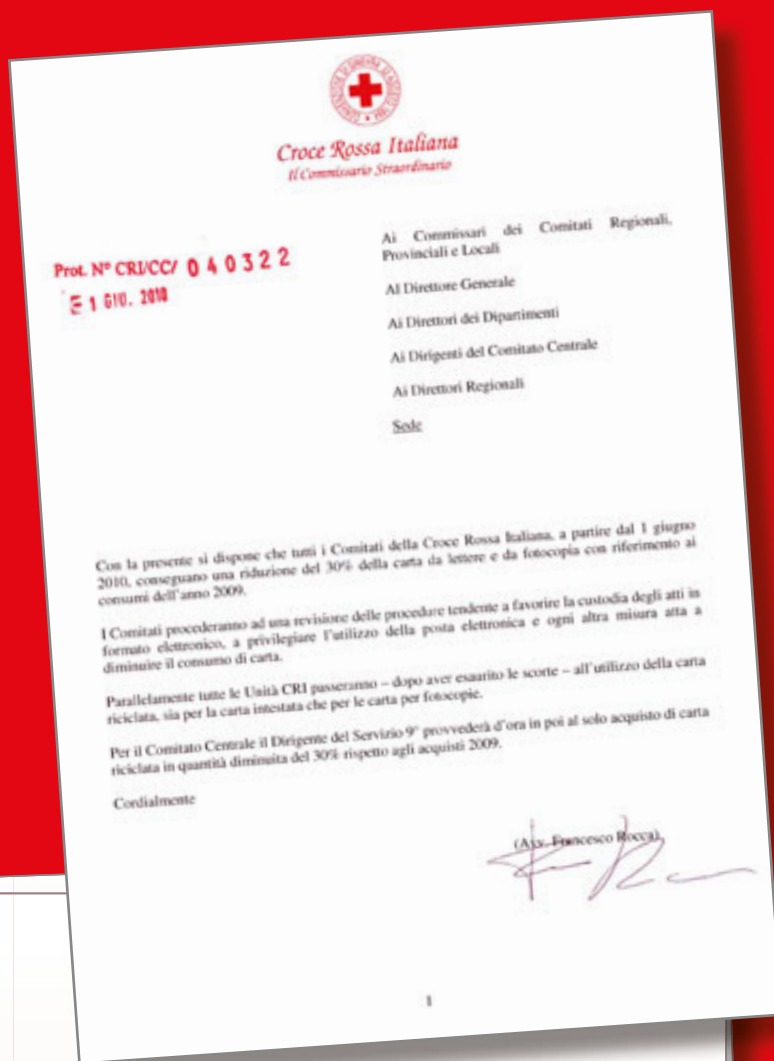 Croce Rossa Italiana
Il Commissario Straordinario
Prot. N° CRI/CC/ 040322
1 GIU. 2010
Ai Commissari dei Comitati Regionali,
Provinciali e Locali
Al Direttore Generale
Ai Direttori dei Dipartimenti
Ai Dirigenti del Comitato Centrale
Ai Direttori Regionali
Sede
Con la presente si dispone che tutti i Comitati della Croce Rossa Italiana, a partire dal 1 giugno
2010, conseguano una riduzione del 30% della carta da lettere e da fotocopia con riferimento ai
consumi dell'anno 2009.
I Comitati procederanno ad una revisione delle procedure tendente a favorire la custodia degli atti in
formato elettronico, a privilegiare l'utilizzo della posta elettronica e ogni altra misura atta a
diminuire il consumo di carta.
Parallelamente tutte le Unità CRI passeranno – dopo aver esaurito le scorte – all'utilizzo della carta
riciclata, sia per la carta intestata che per le carta per fotocopie.
Per il Comitato Centrale il Dirigente del Servizio 9° provvederà d'ora in poi al solo acquisto di carta
riciclata in quantità diminuita del 30% rispetto agli acquisti 2009.
Cordialmente
(Avv. Francesco Rocca)
1